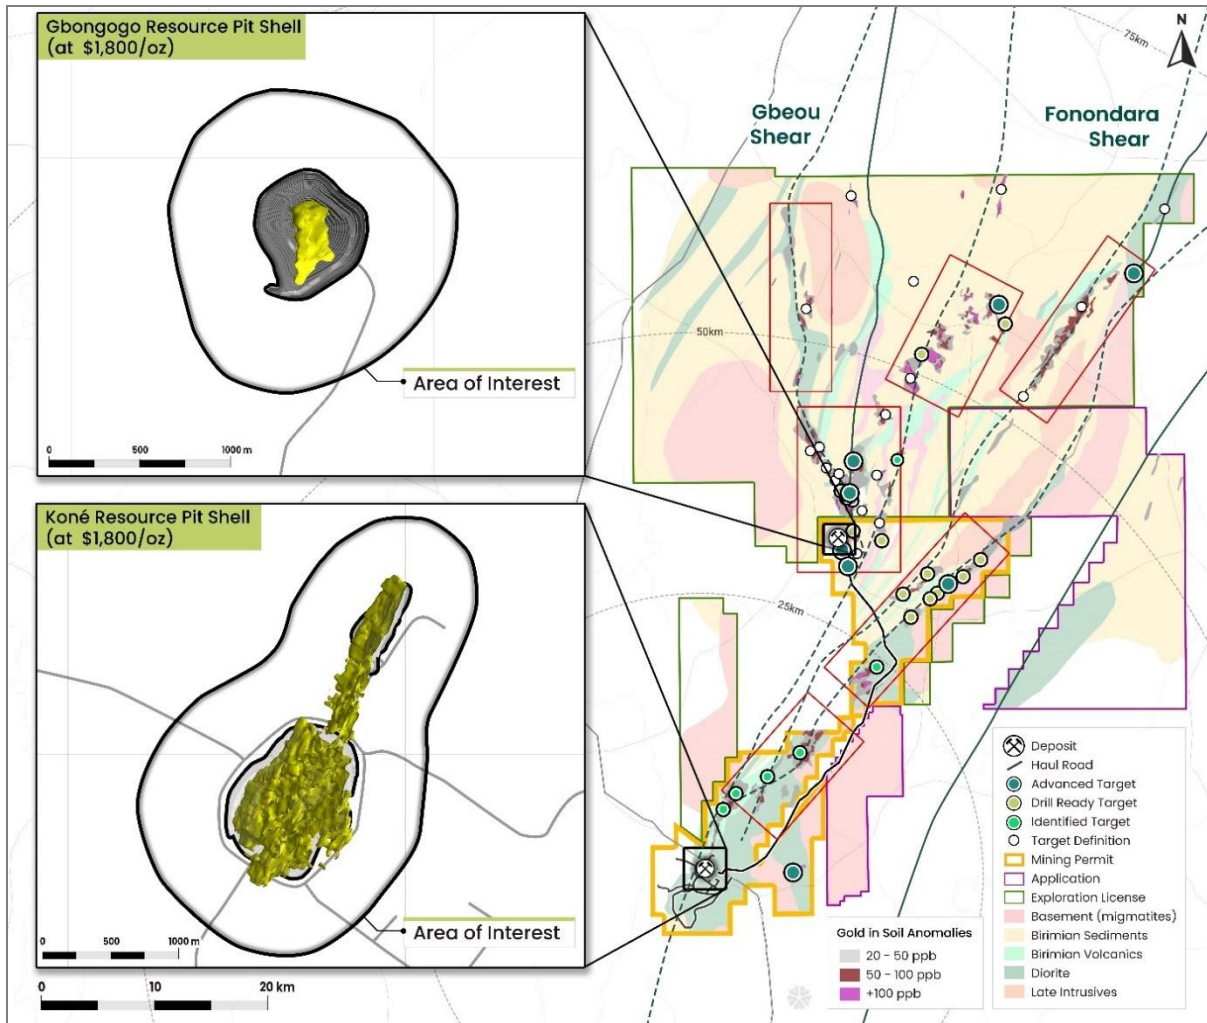 Gbongogo Resource Pit Shell
(at $1,800/oz)
Area of Interest
0 500 1000 m
Koné Resource Pit Shell
(at $1,800/oz)
Area of Interest
0 500 1000 m
0 10 20 km
N
75km
Gbeou
Shear
Fonondara
Shear
50km
25km
Deposit
Haul Road
Advanced Target
Drill Ready Target
Identified Target
Target Definition
Mining Permit
Application
Exploration License
Basement (migmatites)
Birimian Sediments
Birimian Volcanics
Diorite
Late Intrusives
Gold in Soil Anomalies
20 - 50 ppb
50 - 100 ppb
+100 ppb